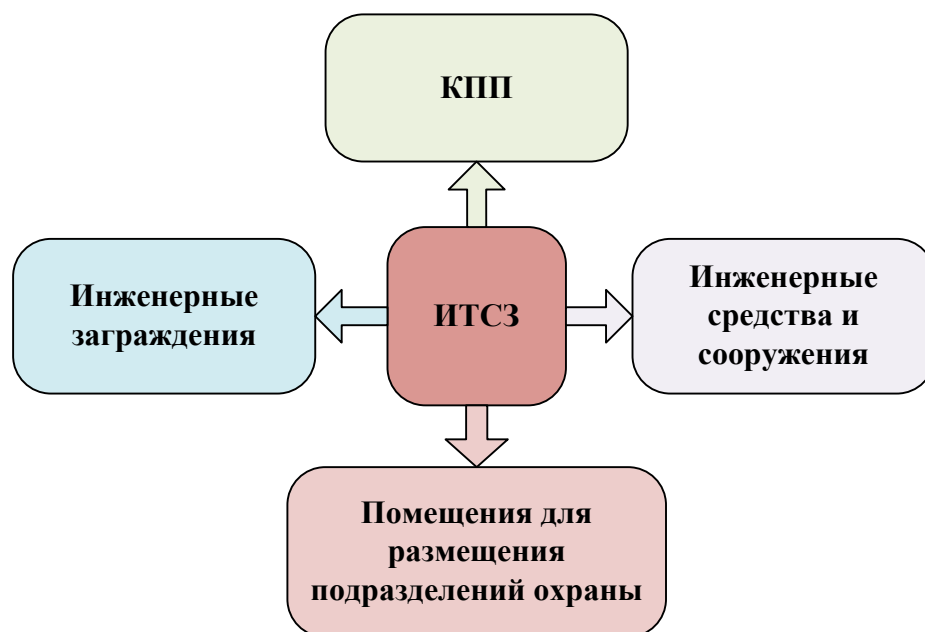 КПП
Инженерные
заграждения
ИТСЗ
Инженерные
средства и
сооружения
Помещения для
размещения
подразделений охраны